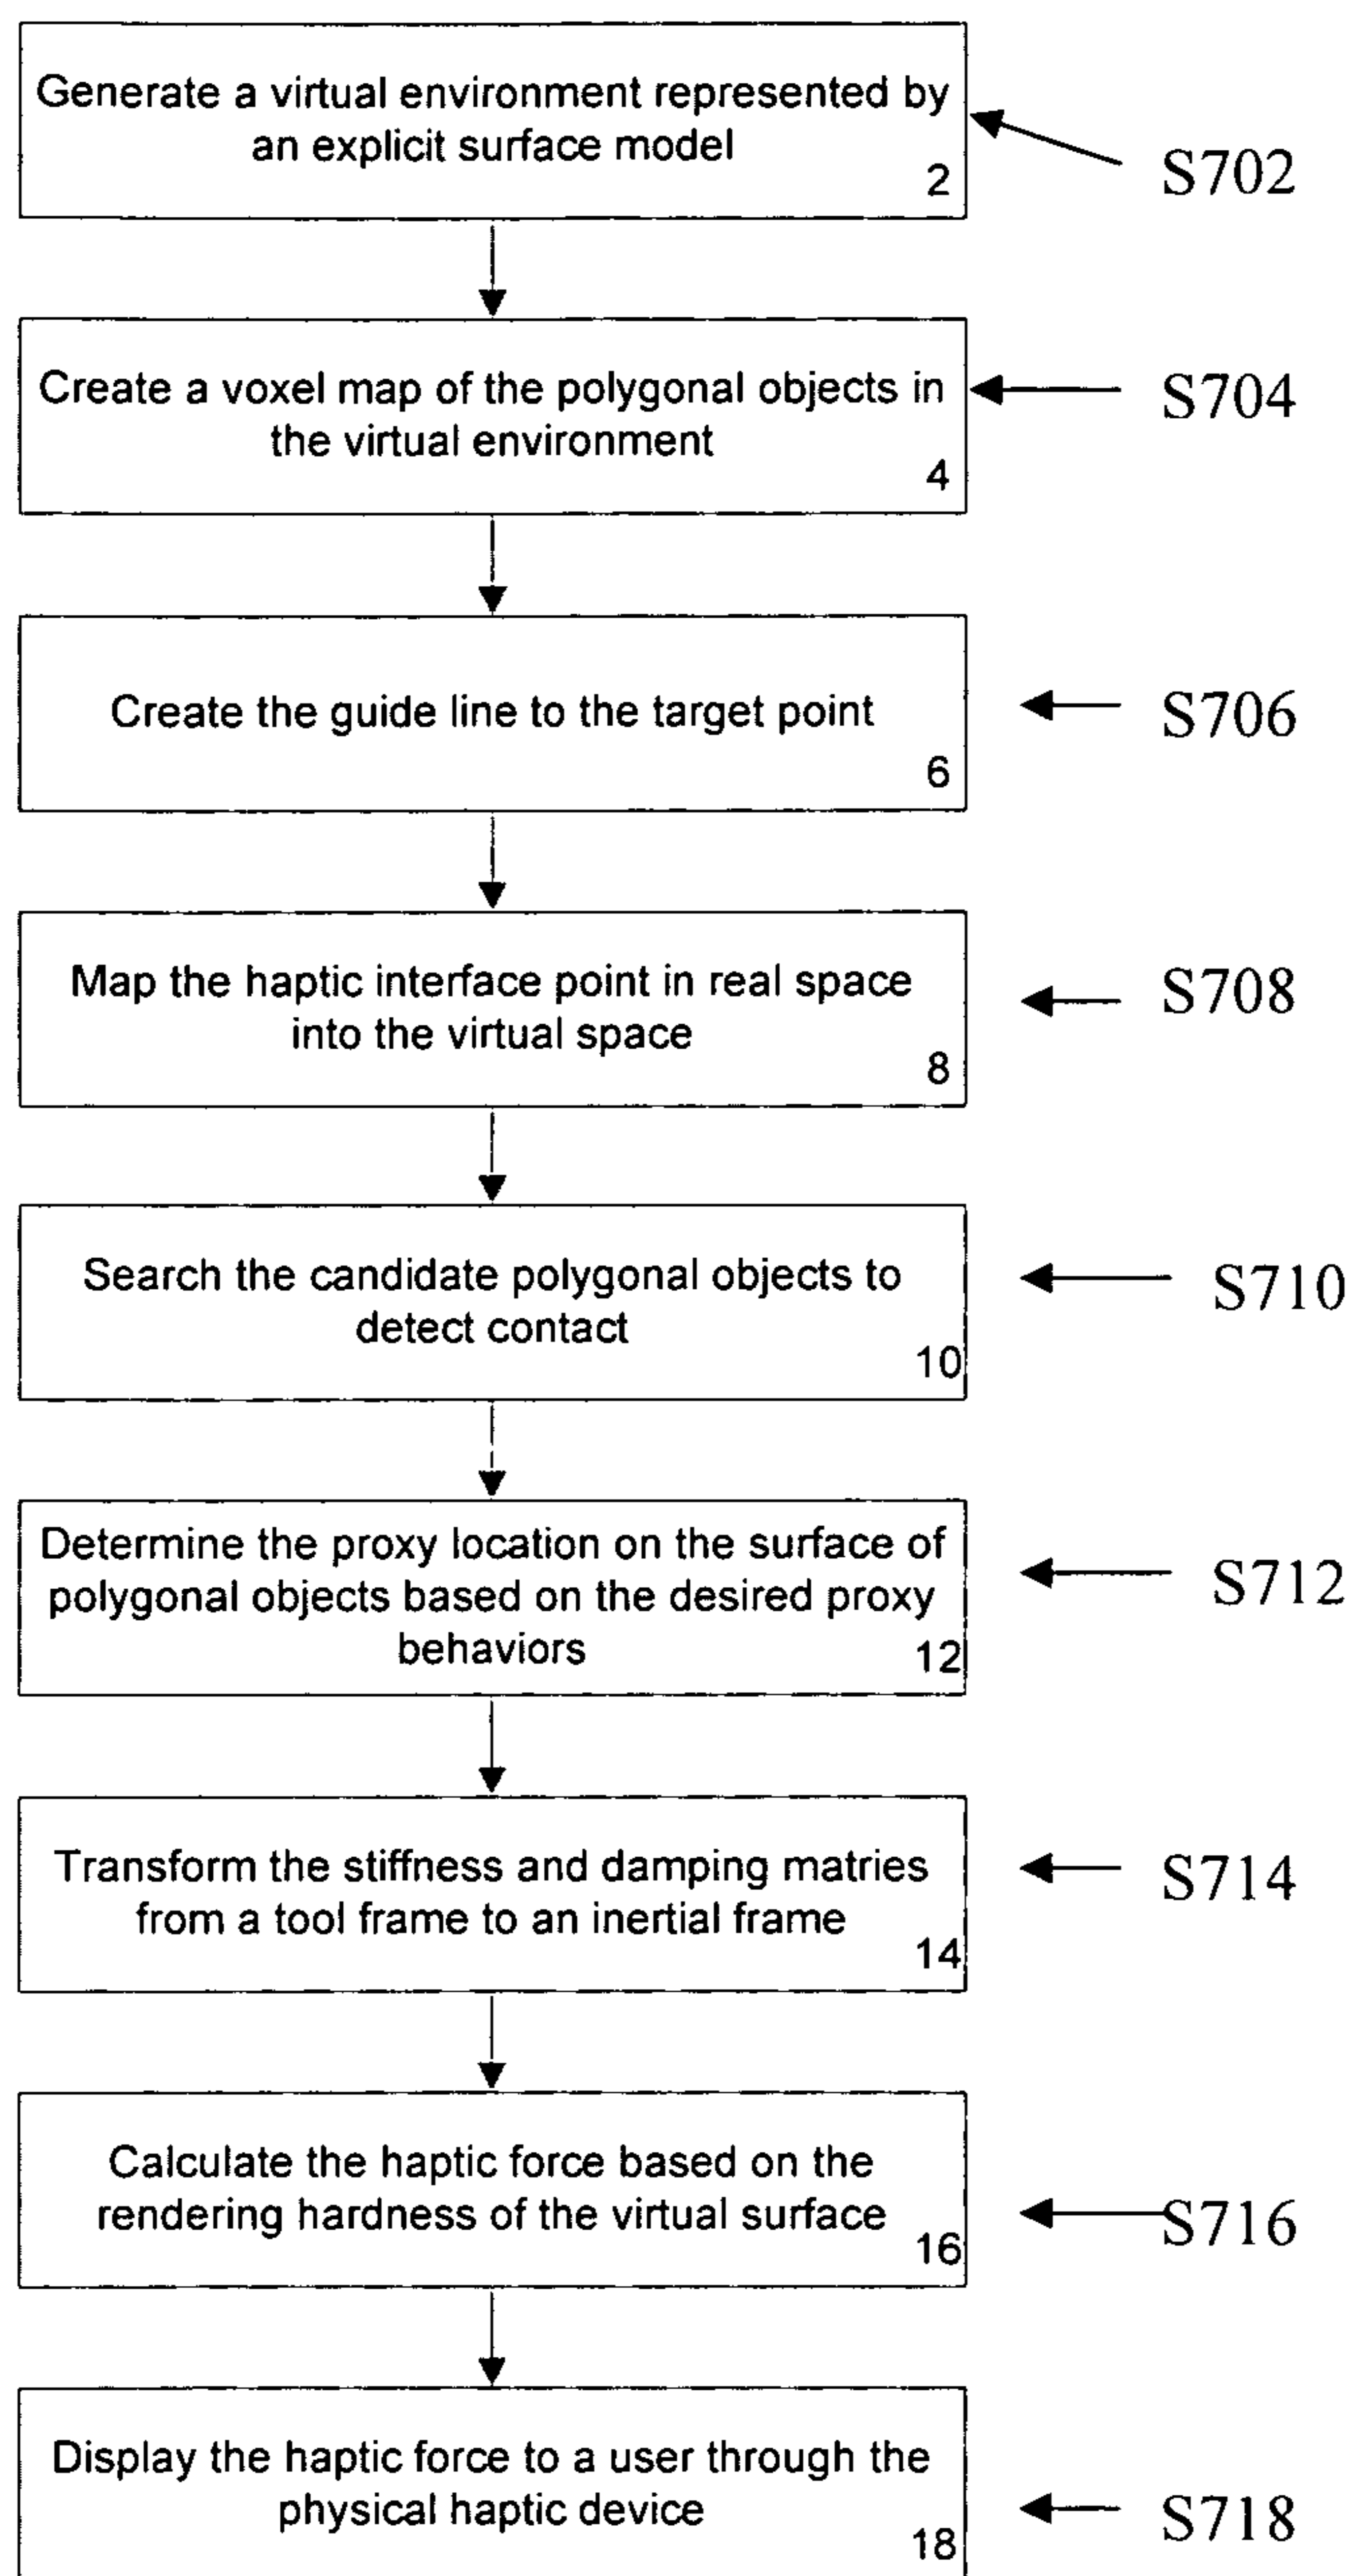 Generate a virtual environment represented by
an explicit surface model
2
S702
Create a voxel map of the polygonal objects in
the virtual environment
4
S704
Create the guide line to the target point
6
S706
Map the haptic interface point in real space
into the virtual space
8
S708
Search the candidate polygonal objects to
detect contact
10
S710
Determine the proxy location on the surface of
polygonal objects based on the desired proxy
behaviors
12
S712
Transform the stiffness and damping matries
from a tool frame to an inertial frame
14
S714
Calculate the haptic force based on the
rendering hardness of the virtual surface
16
S716
Display the haptic force to a user through the
physical haptic device
18
S718